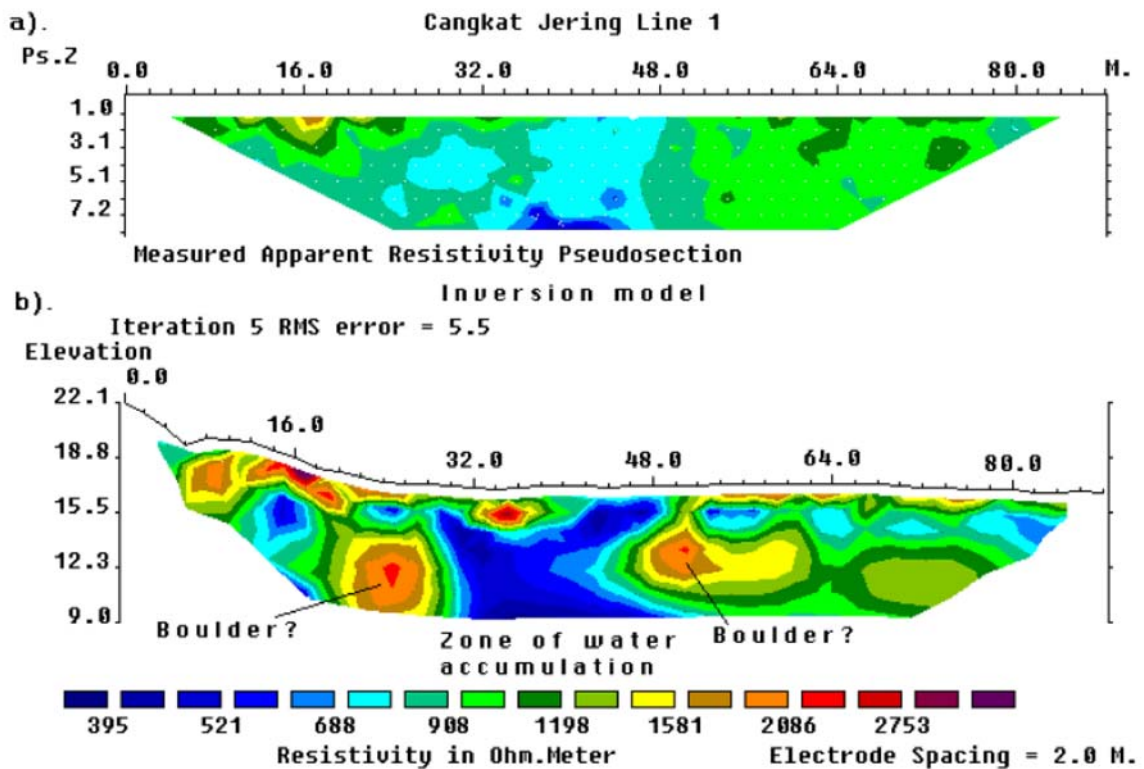 a).
Cangkat Jering Line 1
Ps.Z
0.0 16.0 32.0 48.0 64.0 80.0 M.
1.0
3.1
5.1
7.2
Measured Apparent Resistivity Pseudosection
b).
Inversion model
Iteration 5 RMS error = 5.5
Elevation
0.0
22.1
16.0
18.8
32.0 48.0 64.0 80.0
15.5
12.3
9.0
Boulder?
Zone of water
accumulation
Boulder?
395 521 688 908 1198 1581 2086 2753
Resistivity in Ohm.Meter Electrode Spacing = 2.0 M.